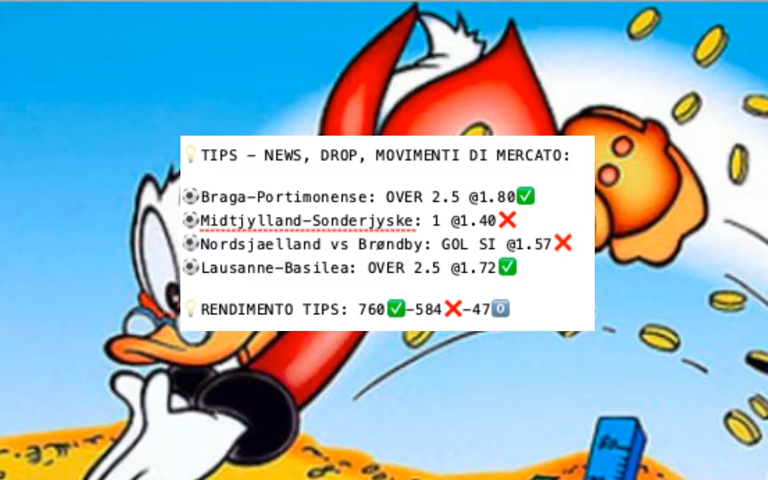 💡TIPS – NEWS, DROP, MOVIMENTI DI MERCATO:
⚽Braga–Portimonense: OVER 2.5 @1.80✅
⚽Midtjylland–Sonderjyske: 1 @1.40❌
⚽Nordsjaelland vs Brøndby: GOL SI @1.57❌
⚽Lausanne–Basilea: OVER 2.5 @1.72✅
💡RENDIMENTO TIPS: 760✅–584❌–470️⃣